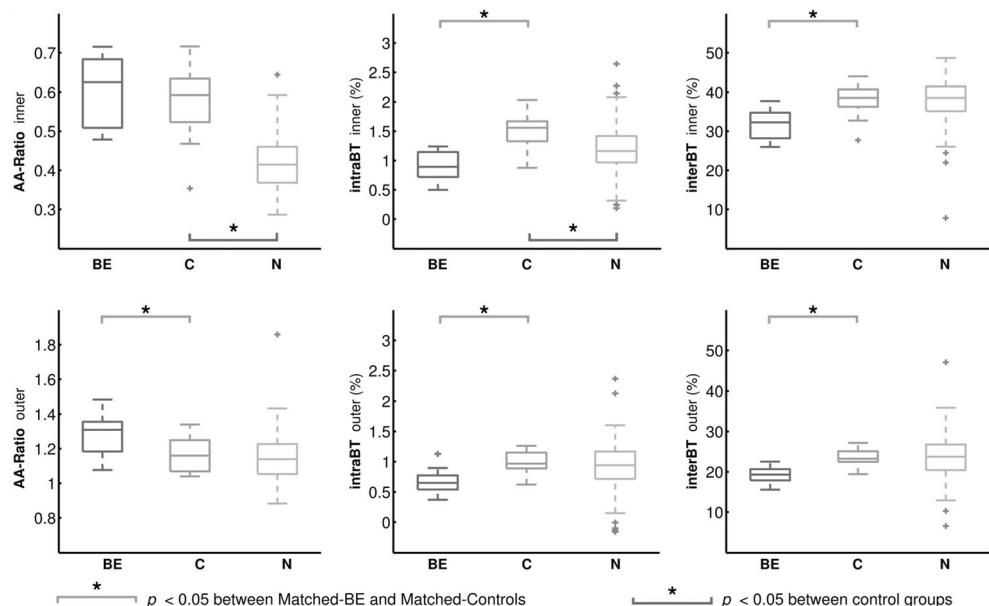 * * *
0.7 3 50
0.6 2.5
AA-Ratio inner intraBT inner (%) 2 interBT inner (%) 40
0.5 1.5 30
0.4 1 20
0.3 0.5 10
* 0 *
BE C N BE C N BE C N
* * *
1.8 3 50
1.6 2.5 40
AA-Ratio outer 1.4 intraBT outer (%) 2 interBT outer (%) 30
1.2 1.5
1 1 20
0.8 0.5 10
0
BE C N BE C N BE C N
* p < 0.05 between Matched-BE and Matched-Controls * p < 0.05 between control groups